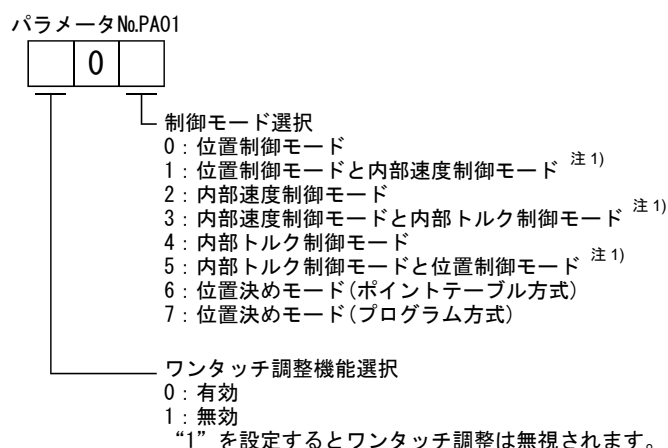 パラメータ№PA01
0
制御モード選択
0：位置制御モード
1：位置制御モードと内部速度制御モード 注1)
2：内部速度制御モード
3：内部速度制御モードと内部トルク制御モード 注1)
4：内部トルク制御モード
5：内部トルク制御モードと位置制御モード 注1)
6：位置決めモード(ポイントテーブル方式)
7：位置決めモード(プログラム方式)
ワンタッチ調整機能選択
0：有効
1：無効
“1”を設定するとワンタッチ調整は無視されます。